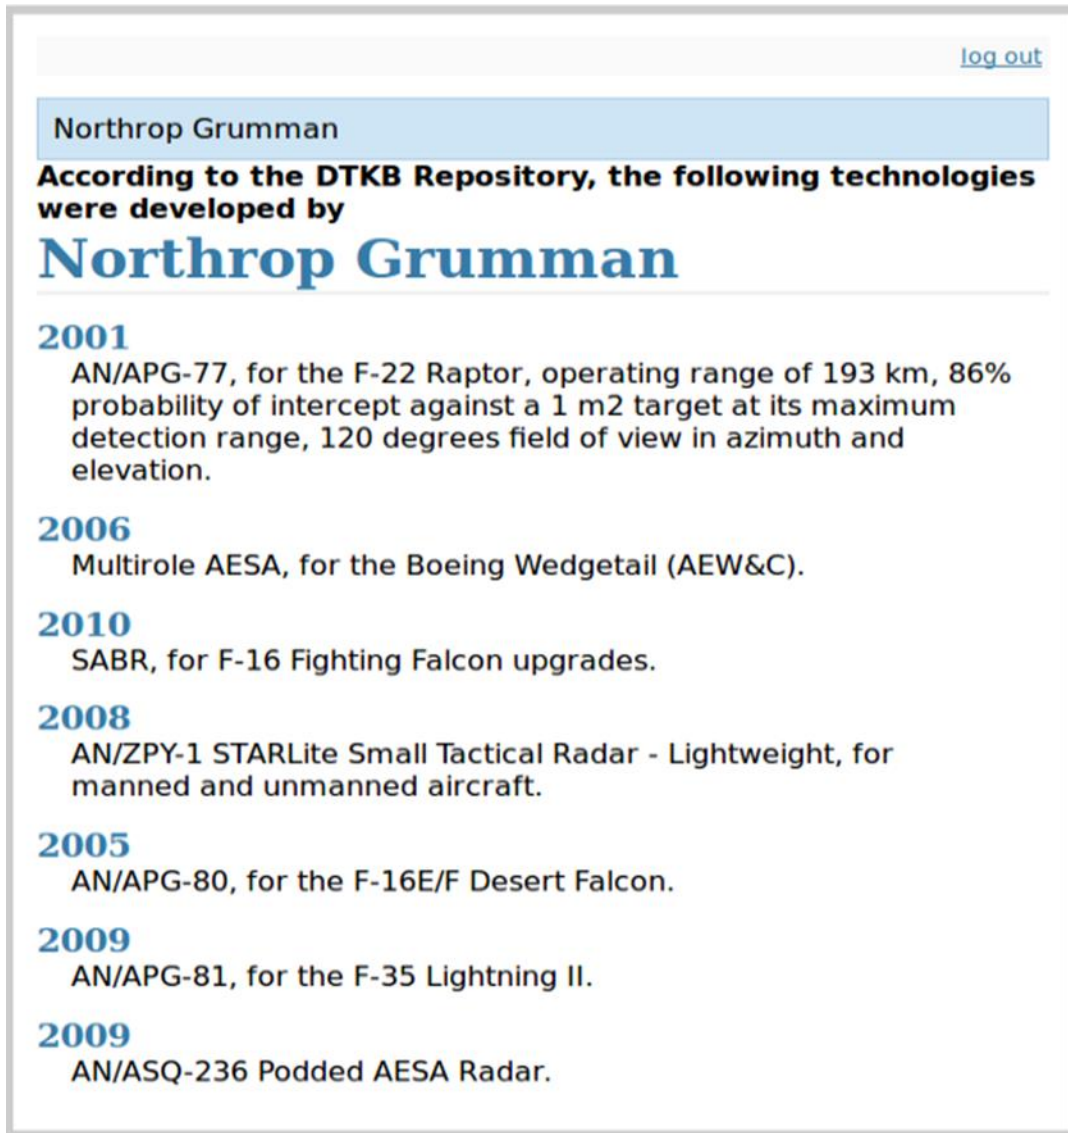 log out
Northrop Grumman
According to the DTKB Repository, the following technologies
were developed by
Northrop Grumman
2001
AN/APG-77, for the F-22 Raptor, operating range of 193 km, 86%
probability of intercept against a 1 m2 target at its maximum
detection range, 120 degrees field of view in azimuth and
elevation.
2006
Multirole AESA, for the Boeing Wedgetail (AEW&C).
2010
SABR, for F-16 Fighting Falcon upgrades.
2008
AN/ZPY-1 STARLite Small Tactical Radar - Lightweight, for
manned and unmanned aircraft.
2005
AN/APG-80, for the F-16E/F Desert Falcon.
2009
AN/APG-81, for the F-35 Lightning II.
2009
AN/ASQ-236 Podded AESA Radar.